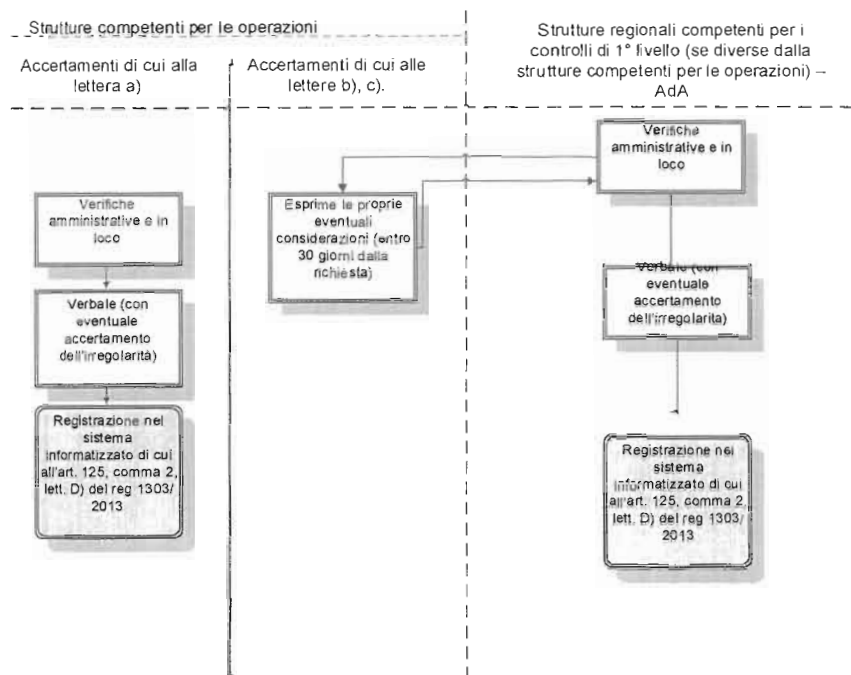 Strutture competenti per le operazioni
Accertamenti di cui alla
lettera a)
Accertamenti di cui alle
lettere b), c).
Strutture regionali competenti per i
controlli di 1° livello (se diverse dalla
strutture competenti per le operazioni) –
AdA
Verifiche
amministrative e in
loco
Verbale (con
eventuale
accertamento
dell'irregolarità)
Registrazione nel
sistema
informatizzato di cui
all'art. 125, comma 2,
lett. D) del reg 1303/
2013
Esprime le proprie
eventuali
considerazioni (entro
30 giorni dalla
richiesta)
Verifiche
amministrative e in
loco
Verbale (con
eventuale
accertamento
dell'irregolarità)
Registrazione nel
sistema
informatizzato di cui
all'art. 125, comma 2,
lett. D) del reg 1303/
2013